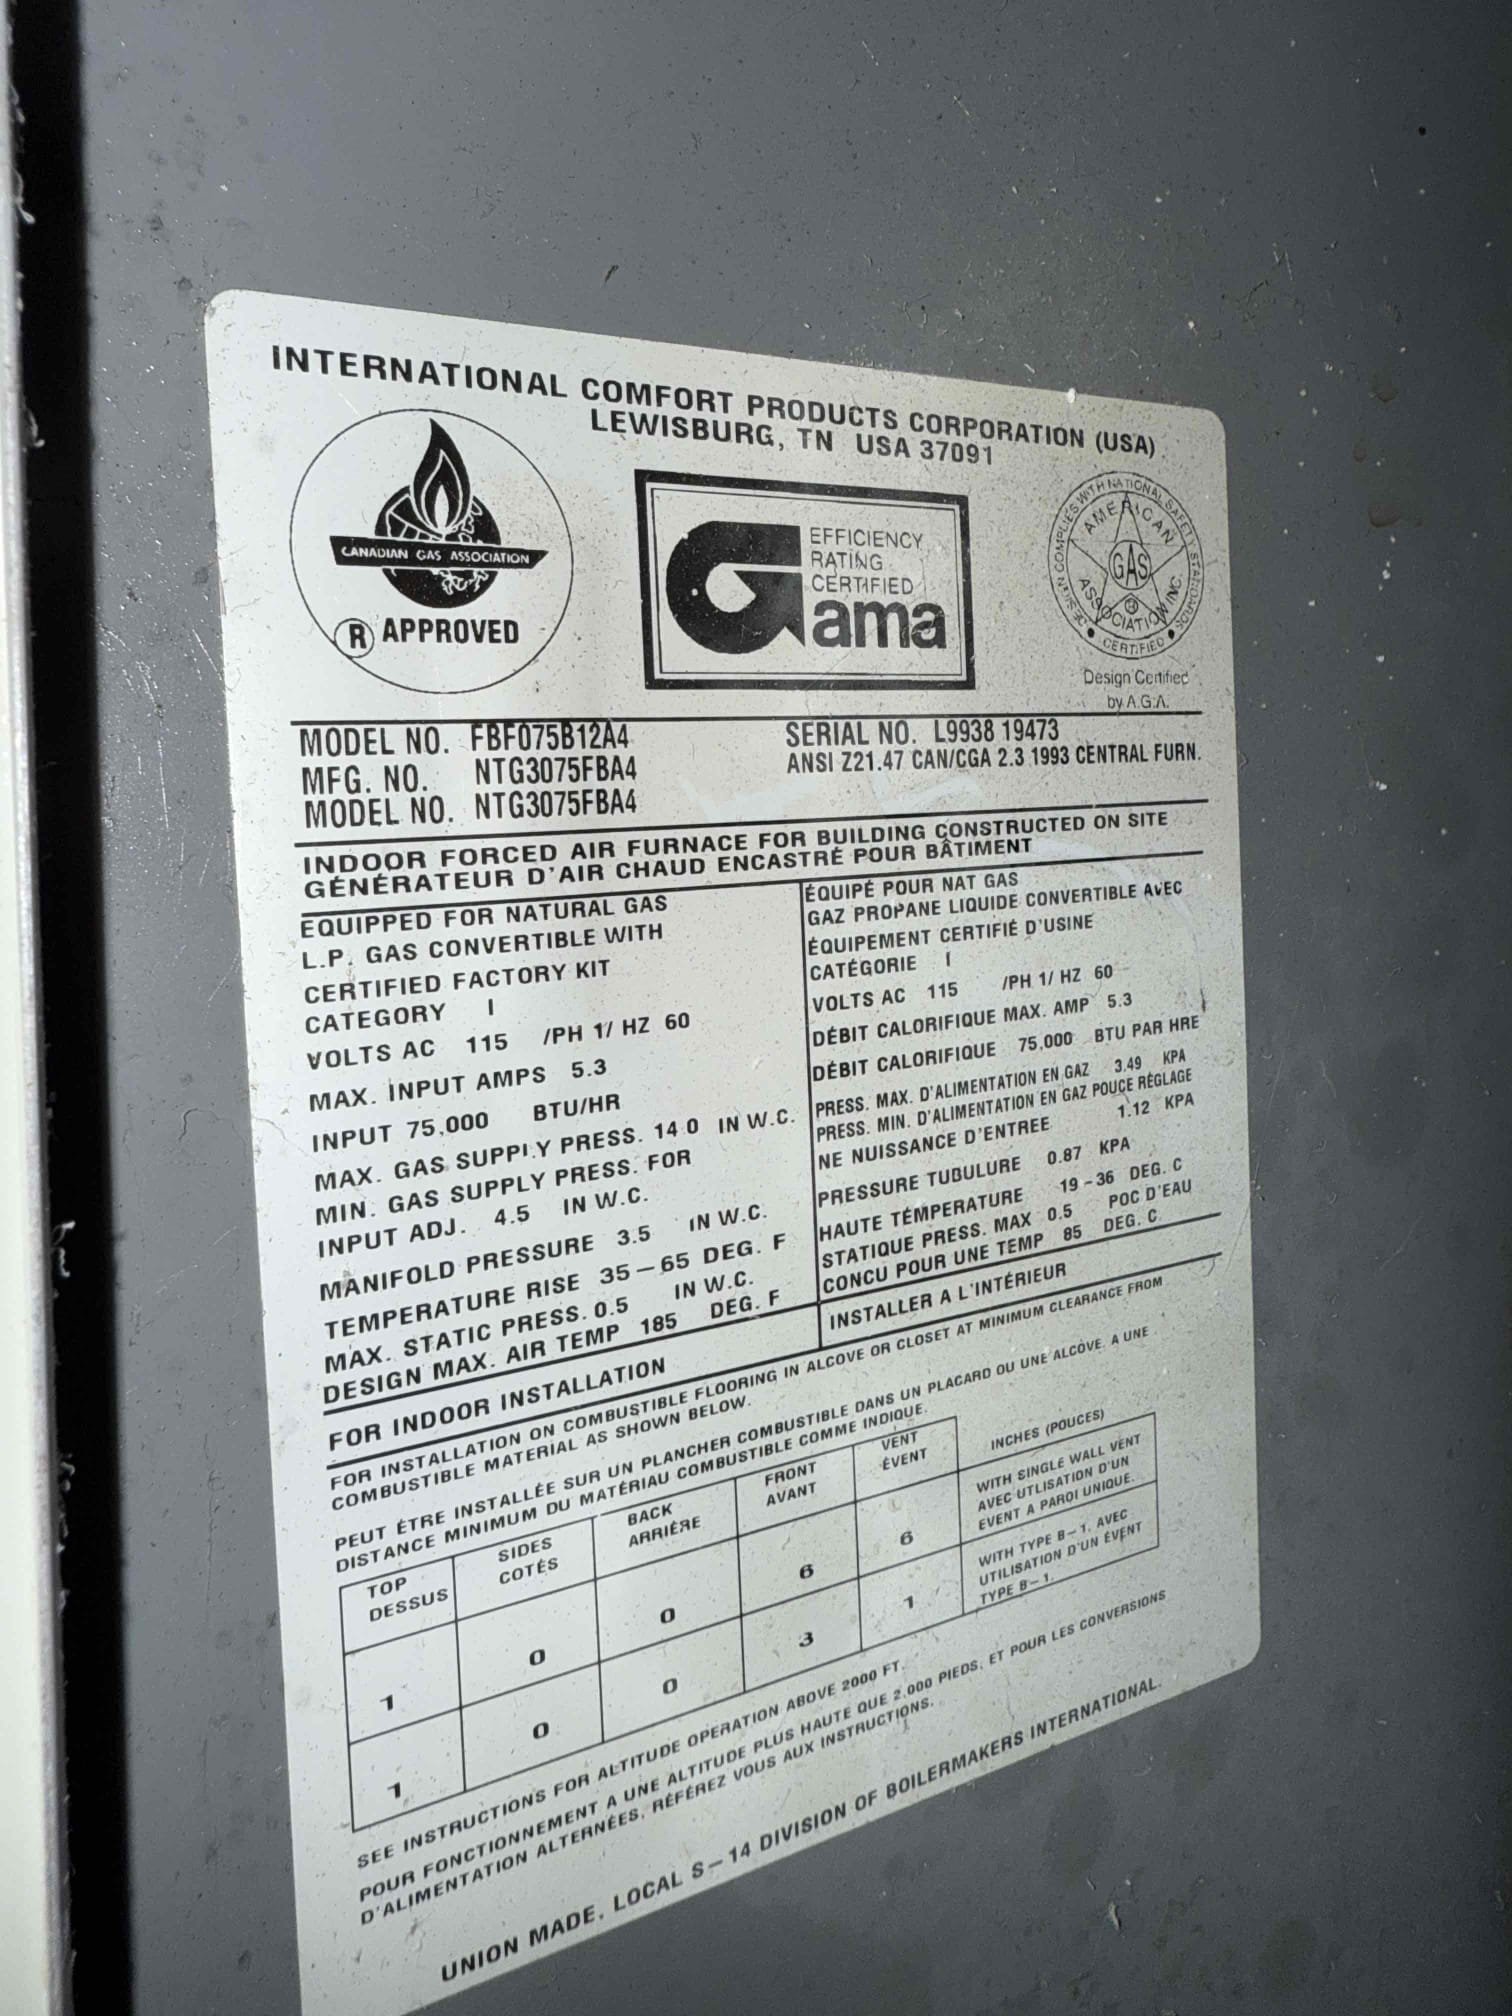 INTERNATIONAL COMFORT PRODUCTS CORPORATION (USA)
LEWISBURG, TN USA 37091
CANADIAN GAS ASSOCIATION
R APPROVED
EFFICIENCY
RATING
CERTIFIED
Gama
DESIGN COMPLIES WITH NATIONAL SAFETY STANDARDS
AMERICAN
GAS
ASSOCIATION INC.
CERTIFIED
Design Certified
by A.G.A.
MODEL NO. FBF075B12A4 SERIAL NO. L9938 19473
MFG. NO. NTG3075FBA4 ANSI Z21.47 CAN/CGA 2.3 1993 CENTRAL FURN.
MODEL NO. NTG3075FBA4
INDOOR FORCED AIR FURNACE FOR BUILDING CONSTRUCTED ON SITE
GÉNÉRATEUR D'AIR CHAUD ENCASTRÉ POUR BÂTIMENT
EQUIPPED FOR NATURAL GAS
L.P. GAS CONVERTIBLE WITH
CERTIFIED FACTORY KIT
CATEGORY I
VOLTS AC 115 /PH 1/ HZ 60
MAX. INPUT AMPS 5.3
INPUT 75,000 BTU/HR
MAX. GAS SUPPLY PRESS. 14.0 IN W.C.
MIN. GAS SUPPLY PRESS. FOR
INPUT ADJ. 4.5 IN W.C.
MANIFOLD PRESSURE 3.5 IN W.C.
TEMPERATURE RISE 35-65 DEG. F
MAX. STATIC PRESS. 0.5 IN W.C.
DESIGN MAX. AIR TEMP 185 DEG. F
ÉQUIPÉ POUR NAT GAS
GAZ PROPANE LIQUIDE CONVERTIBLE AVEC
ÉQUIPEMENT CERTIFIÉ D'USINE
CATÉGORIE I
VOLTS AC 115 /PH 1/ HZ 60
DÉBIT CALORIFIQUE MAX. AMP 5.3
DÉBIT CALORIFIQUE 75,000 BTU PAR HRE
PRESS. MAX. D'ALIMENTATION EN GAZ 3.49 KPA
PRESS. MIN. D'ALIMENTATION EN GAZ POUCE RÉGLAGE
NE NUISSANCE D'ENTREE 1.12 KPA
PRESSURE TUBULURE 0.87 KPA
HAUTE TÉMPERATURE 19-36 DEG. C
STATIQUE PRESS. MAX 0.5 POC D'EAU
CONCU POUR UNE TEMP 85 DEG. C
FOR INDOOR INSTALLATION INSTALLER A L'INTÉRIEUR
FOR INSTALLATION ON COMBUSTIBLE FLOORING IN ALCOVE OR CLOSET AT MINIMUM CLEARANCE FROM
COMBUSTIBLE MATERIAL AS SHOWN BELOW.
PEUT ÉTRE INSTALLÉE SUR UN PLANCHER COMBUSTIBLE DANS UN PLACARD OU UNE ALCÔVE, A UNE
DISTANCE MINIMUM DU MATÉRIAU COMBUSTIBLE COMME INDIQUE.
TOP SIDES BACK FRONT VENT INCHES (POUCES)
DESSUS COTÉS ARRIÉRE AVANT ÉVENT
1 0 0 6 6 WITH SINGLE WALL VENT
AVEC UTLISATION D'UN
EVENT A PAROI UNIQUE.
1 0 0 3 1 WITH TYPE B-1, AVEC
UTILISATION D'UN ÉVENT
TYPE B-1.
SEE INSTRUCTIONS FOR ALTITUDE OPERATION ABOVE 2000 FT.
POUR FONCTIONNEMENT A UNE ALTITUDE PLUS HAUTE QUE 2,000 PIEDS, ET POUR LES CONVERSIONS
D'ALIMENTATION ALTERNÉES, RÉFÉREZ VOUS AUX INSTRUCTIONS.
UNION MADE, LOCAL S-14 DIVISION OF BOILERMAKERS INTERNATIONAL.